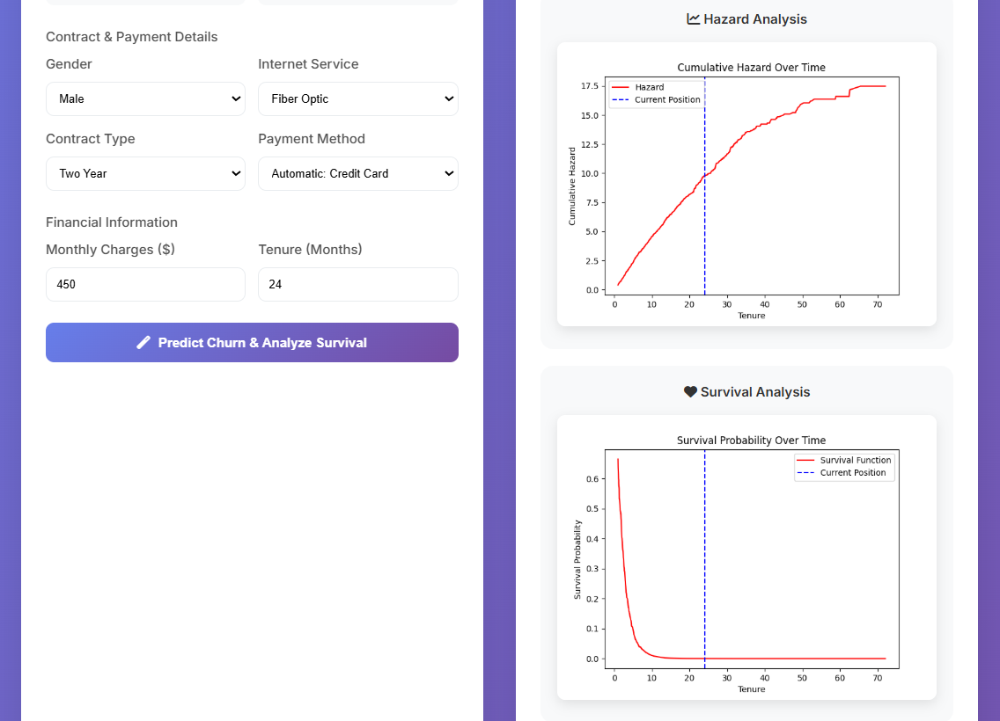 Contract & Payment Details
Gender
Internet Service
Male
Fiber Optic
Contract Type
Payment Method
Two Year
Automatic: Credit Card
Financial Information
Monthly Charges ($)
Tenure (Months)
450
24
Predict Churn & Analyze Survival
Hazard Analysis
Cumulative Hazard Over Time
Hazard
Current Position
Cumulative Hazard
17.5
15.0
12.5
10.0
7.5
5.0
2.5
0.0
0 10 20 30 40 50 60 70
Tenure
Survival Analysis
Survival Probability Over Time
Survival Function
Current Position
Survival Probability
0.6
0.5
0.4
0.3
0.2
0.1
0.0
0 10 20 30 40 50 60 70
Tenure